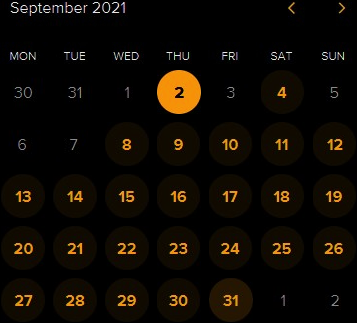 September 2021
MON TUE WED THU FRI SAT SUN
30 31 1 2 3 4 5
6 7 8 9 10 11 12
13 14 15 16 17 18 19
20 21 22 23 24 25 26
27 28 29 30 31 1 2